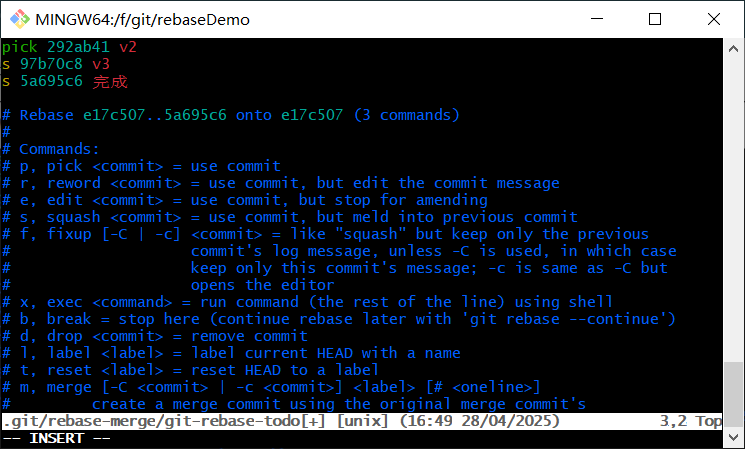 MINGW64:/f/git/rebaseDemo
pick 292ab41 v2
s 97b70c8 v3
s 5a695c6 完成
# Rebase e17c507..5a695c6 onto e17c507 (3 commands)
#
# Commands:
# p, pick <commit> = use commit
# r, reword <commit> = use commit, but edit the commit message
# e, edit <commit> = use commit, but stop for amending
# s, squash <commit> = use commit, but meld into previous commit
# f, fixup [-C | -c] <commit> = like "squash" but keep only the previous
#                    commit's log message, unless -C is used, in which case
#                    keep only this commit's message; -c is same as -C but
#                    opens the editor
# x, exec <command> = run command (the rest of the line) using shell
# b, break = stop here (continue rebase later with 'git rebase --continue')
# d, drop <commit> = remove commit
# l, label <label> = label current HEAD with a name
# t, reset <label> = reset HEAD to a label
# m, merge [-C <commit> | -c <commit>] <label> [# <oneline>]
#         create a merge commit using the original merge commit's
.git/rebase-merge/git-rebase-todo[+] [unix] (16:49 28/04/2025) 3,2 Top
-- INSERT --